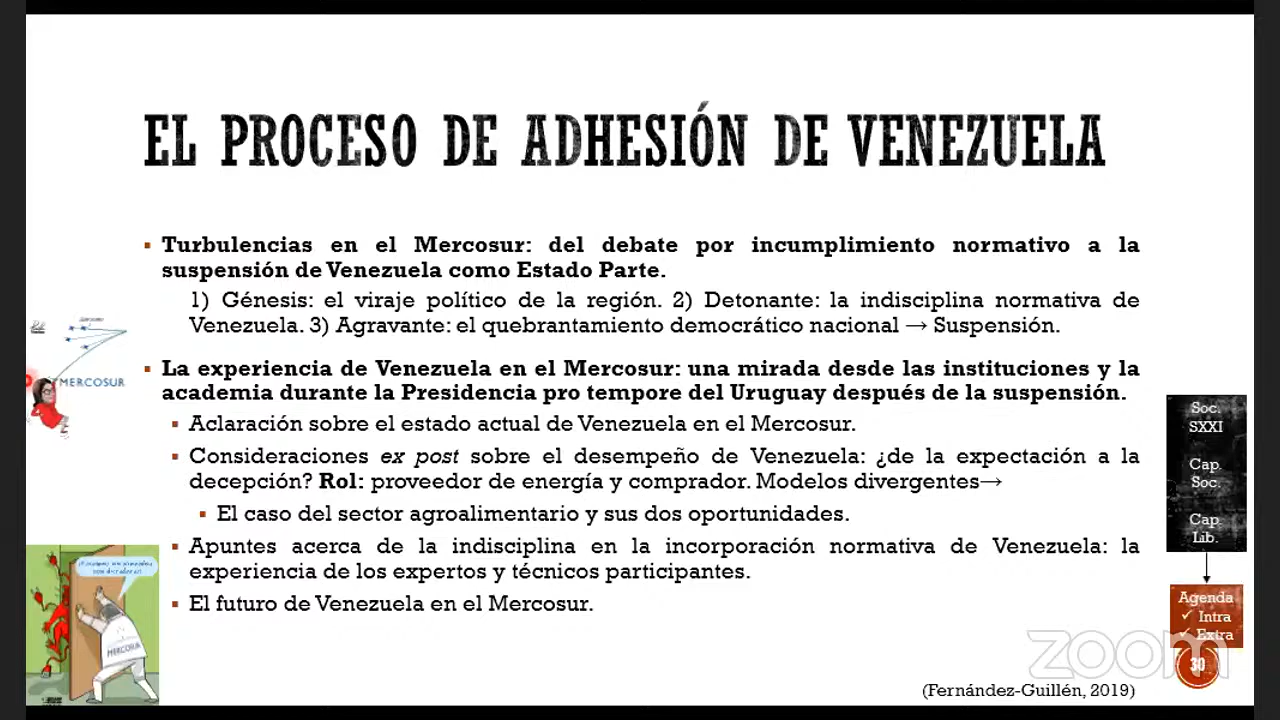 EL PROCESO DE ADHESIÓN DE VENEZUELA
▪ Turbulencias en el Mercosur: del debate por incumplimiento normativo a la
suspensión de Venezuela como Estado Parte.
1) Génesis: el viraje político de la región. 2) Detonante: la indisciplina normativa de
Venezuela. 3) Agravante: el quebrantamiento democrático nacional → Suspensión.
▪ La experiencia de Venezuela en el Mercosur: una mirada desde las instituciones y la
academia durante la Presidencia pro tempore del Uruguay después de la suspensión.
▪ Aclaración sobre el estado actual de Venezuela en el Mercosur.
▪ Consideraciones ex post sobre el desempeño de Venezuela: ¿de la expectación a la
decepción? Rol: proveedor de energía y comprador. Modelos divergentes→
▪ El caso del sector agroalimentario y sus dos oportunidades.
▪ Apuntes acerca de la indisciplina en la incorporación normativa de Venezuela: la
experiencia de los expertos y técnicos participantes.
▪ El futuro de Venezuela en el Mercosur.
MERCOSUR
MERCOSUR
Soc.
SXXI
Cap.
Soc.
Cap.
Lib.
Agenda
✓ Intra
✓ Extra
zoom
30
(Fernández-Guillén, 2019)